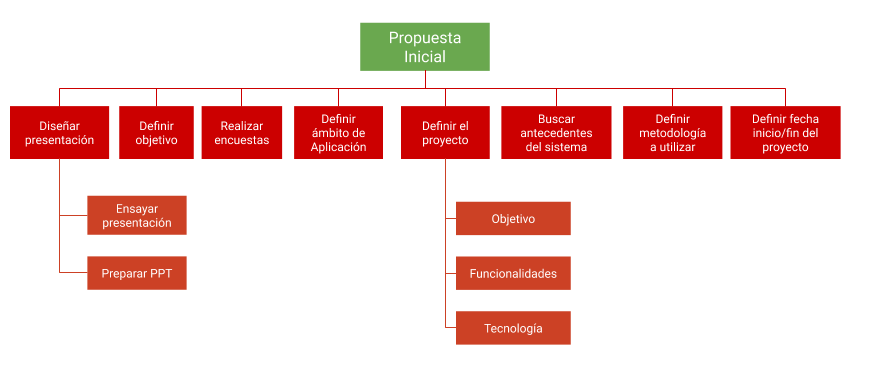 Propuesta
Inicial
Diseñar
presentación
Definir
objetivo
Realizar
encuestas
Definir
ámbito de
Aplicación
Definir el
proyecto
Buscar
antecedentes
del sistema
Definir
metodología
a utilizar
Definir fecha
inicio/fin del
proyecto
Ensayar
presentación
Preparar PPT
Objetivo
Funcionalidades
Tecnología